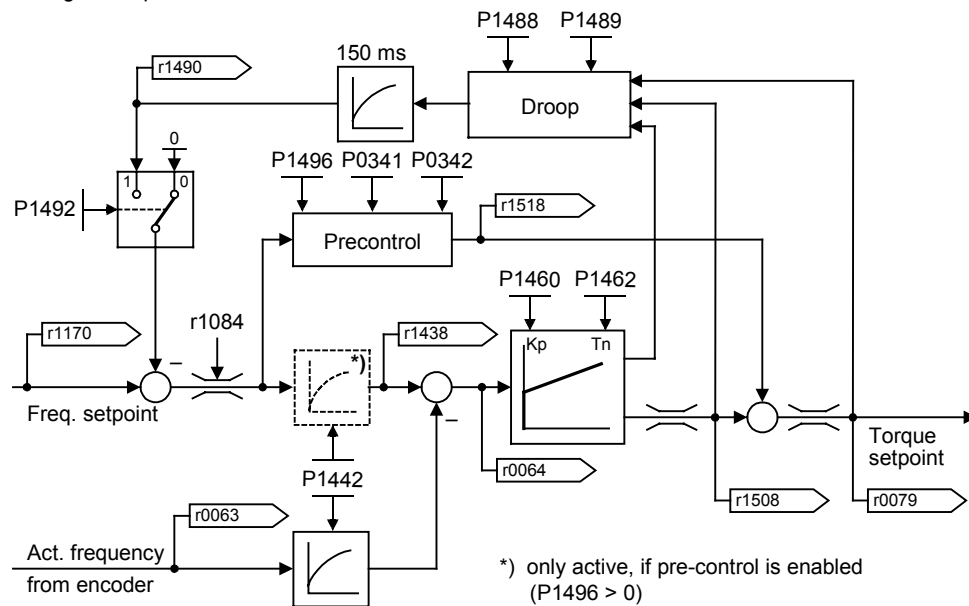 P1488
P1489
150 ms
r1490
Droop
0
P1496
P0341
P0342
1
0
r1518
P1492
Precontrol
P1460
P1462
r1170
r1084
r1438
*)
Kp
Tn
–
–
Freq. setpoint
Torque
setpoint
P1442
r0064
r0063
r1508
r0079
Act. frequency
from encoder
*) only active, if pre-control is enabled
(P1496 > 0)